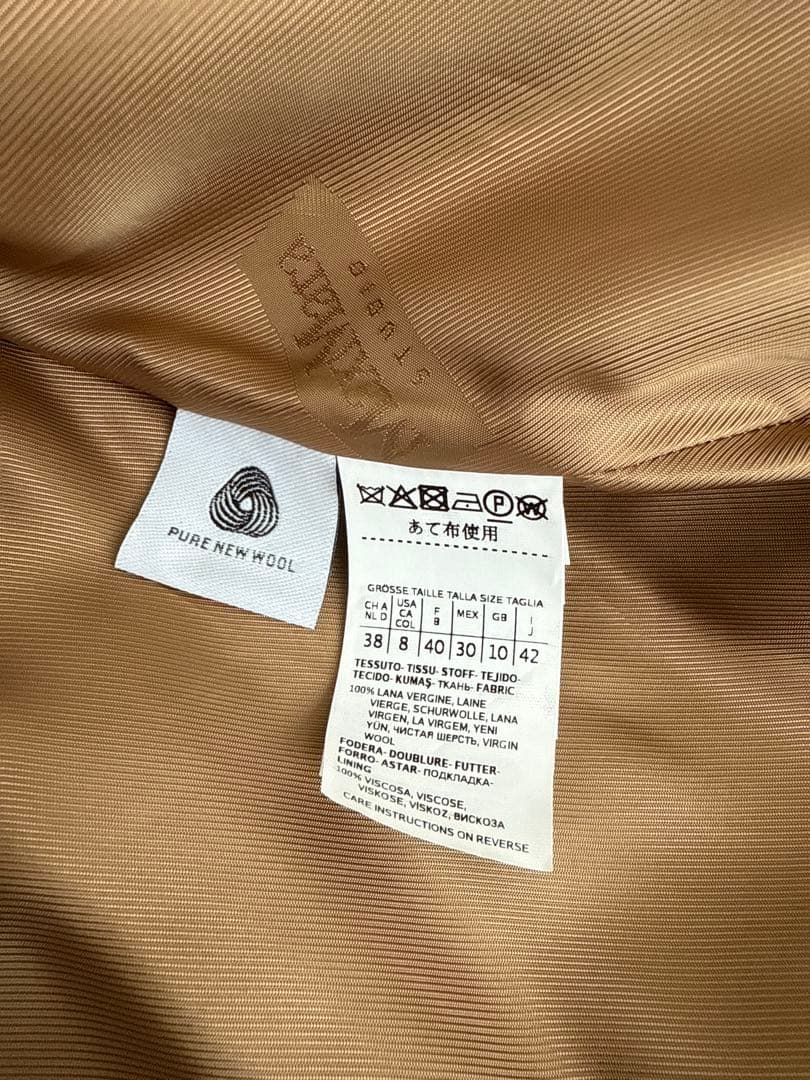 MaxMara
STUDIO
PURE NEW WOOL
P W
あて布使用
GRÖSSE TAILLE TALLA SIZE TAGLIA
CH A NL D USA CA COL F B MEX GB I J
38 8 40 30 10 42
TESSUTO- TISSU- STOFF- TEJIDO-
TECIDO- KUMAŞ- ТКАНЬ- FABRIC
100% LANA VERGINE, LAINE
VIERGE, SCHURWOLLE, LANA
VIRGEN, LA VIRGEM, YENI
YÜN, ЧИСТАЯ ШЕРСТЬ, VIRGIN
WOOL
FODERA- DOUBLURE- FUTTER-
FORRO- ASTAR- ПОДКЛАДКА-
LINING
100% VISCOSA, VISCOSE,
VISKOSE, VISKOZ, ВИСКОЗА
CARE INSTRUCTIONS ON REVERSE